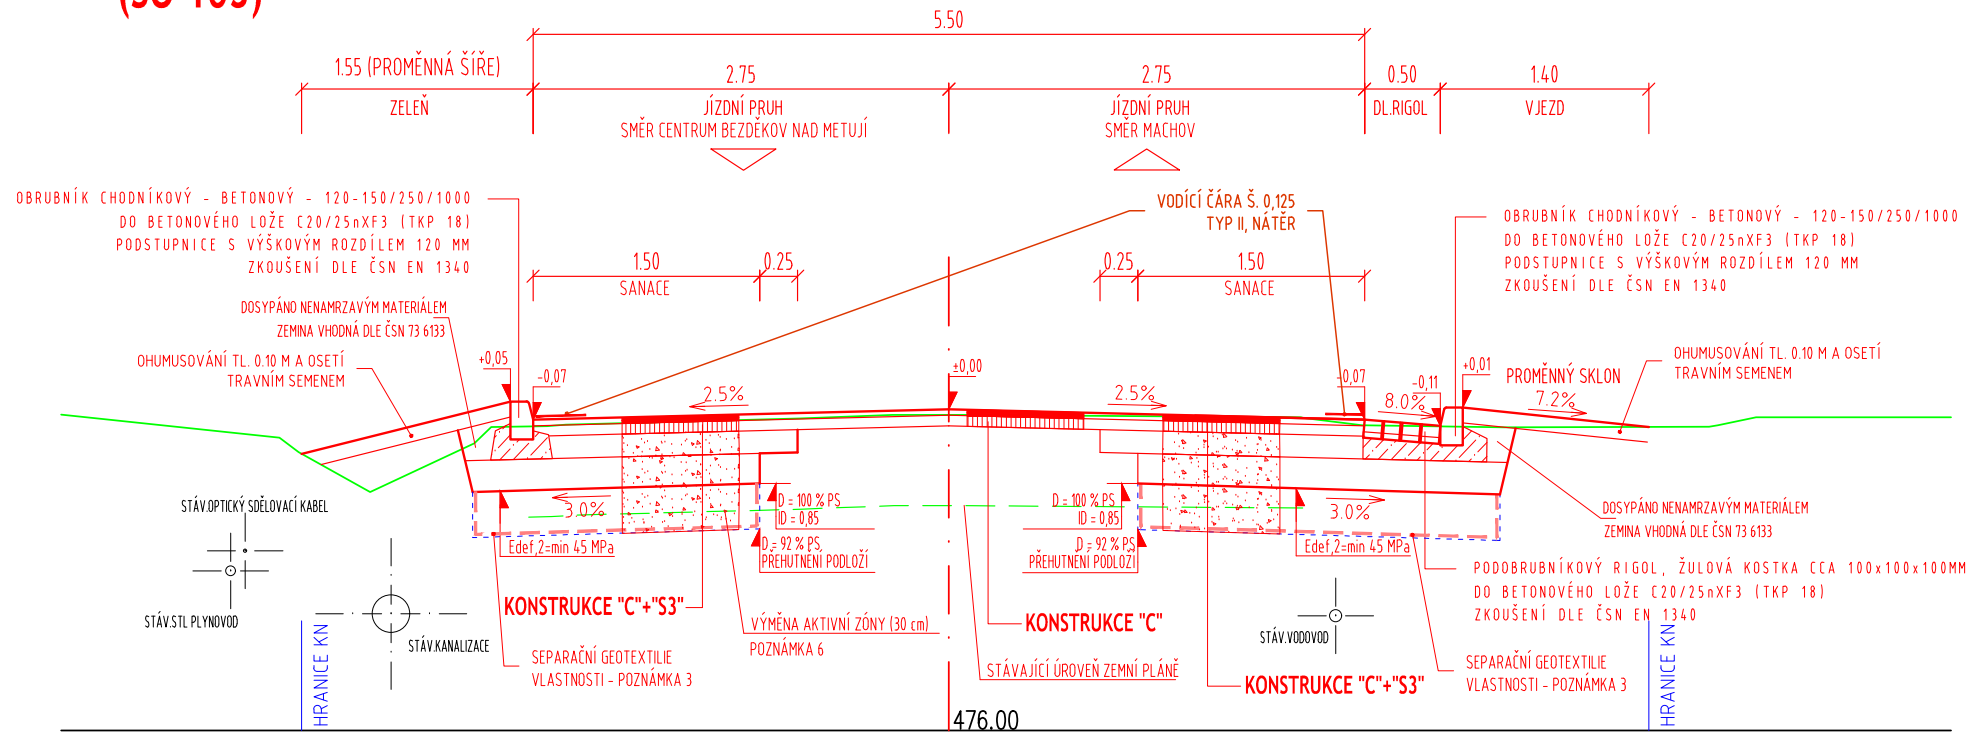 5.50
1.55 (PROMĚNNÁ ŠÍŘE)
2.75
2.75
0.50
1.40
ZELEŇ
JÍZDNÍ PRUH
SMĚR CENTRUM BEZDĚKOV NAD METUJÍ
JÍZDNÍ PRUH
SMĚR MACHOV
DL.RIGOL
VJEZD
OBRUBNÍK CHODNÍKOVÝ - BETONOVÝ - 120-150/250/1000
DO BETONOVÉHO LOŽE C20/25nXF3 (TKP 18)
PODSTUPNICE S VÝŠKOVÝM ROZDÍLEM 120 MM
ZKOUŠENÍ DLE ČSN EN 1340
VODÍCÍ ČÁRA Š. 0,125
TYP II, NÁTĚR
OBRUBNÍK CHODNÍKOVÝ - BETONOVÝ - 120-150/250/1000
DO BETONOVÉHO LOŽE C20/25nXF3 (TKP 18)
PODSTUPNICE S VÝŠKOVÝM ROZDÍLEM 120 MM
ZKOUŠENÍ DLE ČSN EN 1340
1.50
0.25
SANACE
0.25
1.50
SANACE
DOSYPÁNO NENAMRZAVÝM MATERIÁLEM
ZEMINA VHODNÁ DLE ČSN 73 6133
OHUMUSOVÁNÍ TL. 0.10 M A OSETÍ
TRAVNÍM SEMENEM
+0,05
-0,07
±0,00
-0,07
-0,11
+0,01
PROMĚNNÝ SKLON
OHUMUSOVÁNÍ TL. 0.10 M A OSETÍ
TRAVNÍM SEMENEM
2.5%
2.5%
8.0%
7.2%
STÁV.OPTICKÝ SDĚLOVACÍ KABEL
3.0%
D = 100 % PS
ID = 0,85
D = 100 % PS
ID = 0,85
3.0%
DOSYPÁNO NENAMRZAVÝM MATERIÁLEM
ZEMINA VHODNÁ DLE ČSN 73 6133
Edef,2=min 45 MPa
D = 92 % PS
PŘEHUTNĚNÍ PODLOŽÍ
D = 92 % PS
PŘEHUTNĚNÍ PODLOŽÍ
Edef,2=min 45 MPa
PODOBRUBNÍKOVÝ RIGOL, ŽULOVÁ KOSTKA CCA 100x100x100MM
DO BETONOVÉHO LOŽE C20/25nXF3 (TKP 18)
ZKOUŠENÍ DLE ČSN EN 1340
KONSTRUKCE "C"+"S3"
STÁV.STL PLYNOVOD
STÁV.KANALIZACE
VÝMĚNA AKTIVNÍ ZÓNY (30 cm)
POZNÁMKA 6
KONSTRUKCE "C"
STÁV.VODOVOD
HRANICE KN
SEPARAČNÍ GEOTEXTILIE
VLASTNOSTI - POZNÁMKA 3
STÁVAJÍCÍ ÚROVEŇ ZEMNÍ PLÁNĚ
KONSTRUKCE "C"+"S3"
SEPARAČNÍ GEOTEXTILIE
VLASTNOSTI - POZNÁMKA 3
HRANICE KN
476.00